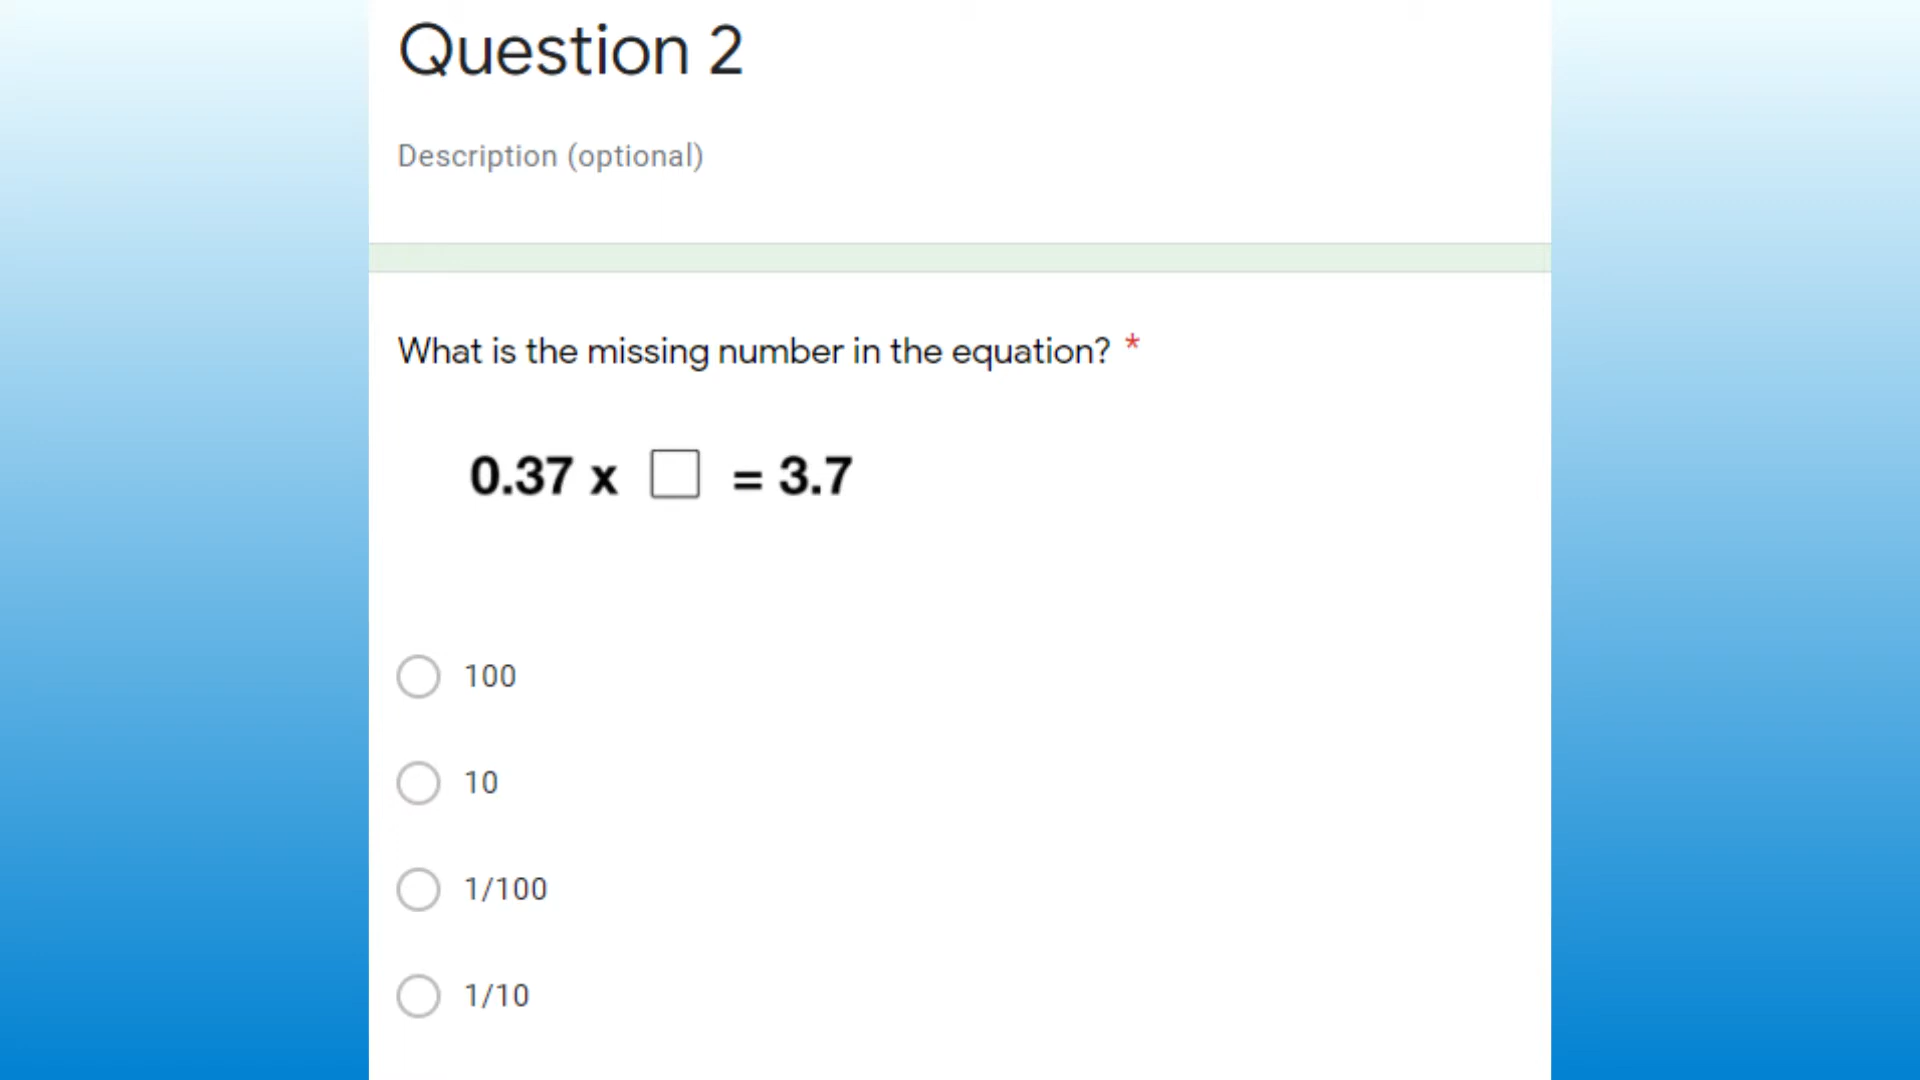 Question 2
Description (optional)
What is the missing number in the equation? *
0.37 x □ = 3.7
100
10
1/100
1/10